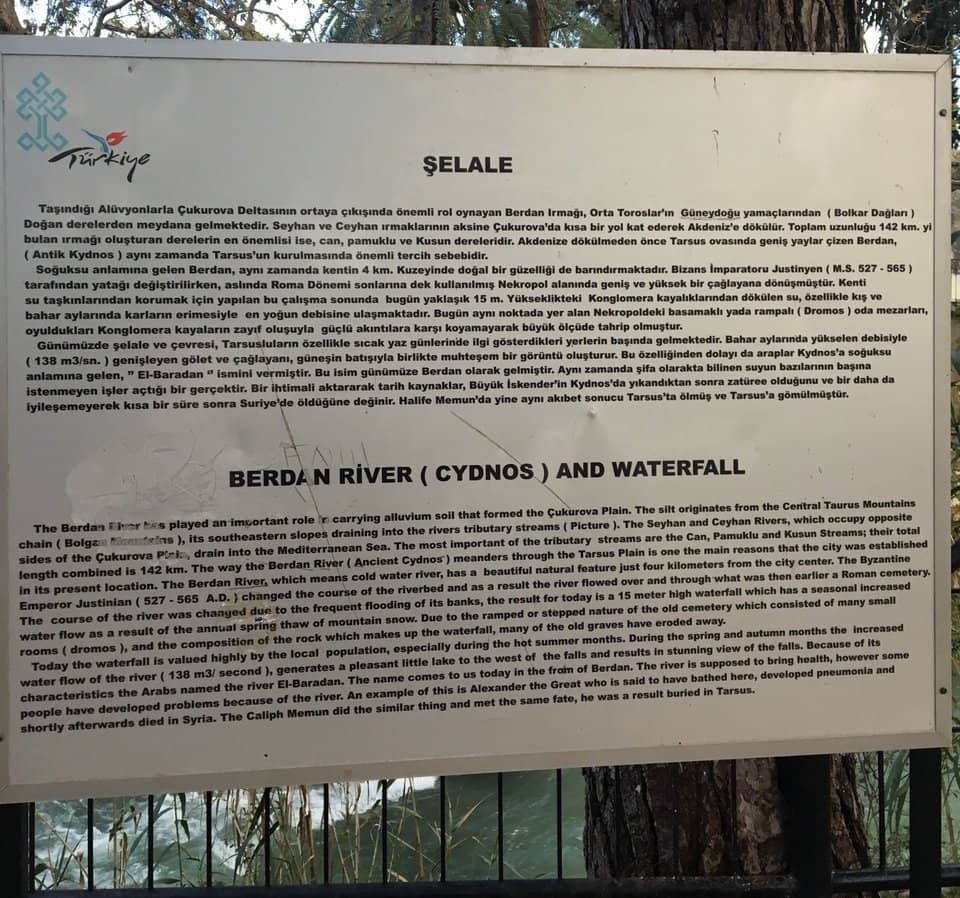 Türkiye
ŞELALE
Taşındığı Alüvyonlarla Çukurova Deltasının ortaya çıkışında önemli rol oynayan Berdan Irmağı, Orta Toroslar'ın Güneydoğu yamaçlarından ( Bolkar Dağları )
Doğan derelerden meydana gelmektedir. Seyhan ve Ceyhan ırmaklarının aksine Çukurova'da kısa bir yol kat ederek Akdeniz'e dökülür. Toplam uzunluğu 142 km. yi
bulan ırmağı oluşturan derelerin en önemlisi ise, can, pamuklu ve Kusun dereleridir. Akdenize dökülmeden önce Tarsus ovasında geniş yaylar çizen Berdan,
( Antik Kydnos ) aynı zamanda Tarsus'un kurulmasında önemli tercih sebebidir.
Soğuksu anlamına gelen Berdan, aynı zamanda kentin 4 km. Kuzeyinde doğal bir güzelliği de barındırmaktadır. Bizans İmparatoru Justinyen ( M.S. 527 - 565 )
tarafından yatağı değiştirilirken, aslında Roma Dönemi sonlarına dek kullanılmış Nekropol alanında geniş ve yüksek bir çağlayana dönüşmüştür. Kenti
su taşkınlarından korumak için yapılan bu çalışma sonunda bugün yaklaşık 15 m. Yükseklikteki Konglomera kayalıklarından dökülen su, özellikle kış ve
bahar aylarında karların erimesiyle en yoğun debisine ulaşmaktadır. Bugün aynı noktada yer alan Nekropoldeki basamaklı yada rampalı ( Dromos ) oda mezarları,
oyuldukları Konglomera kayaların zayıf oluşuyla güçlü akıntılara karşı koyamayarak büyük ölçüde tahrip olmuştur.
Günümüzde şelale ve çevresi, Tarsusluların özellikle sıcak yaz günlerinde ilgi gösterdikleri yerlerin başında gelmektedir. Bahar aylarında yükselen debisiyle
( 138 m3/sn. ) genişleyen gölet ve çağlayanı, güneşin batışıyla birlikte muhteşem bir görüntü oluşturur. Bu özelliğinden dolayı da araplar Kydnos'a soğuksu
anlamına gelen, " El-Baradan " ismini vermiştir. Bu isim günümüze Berdan olarak gelmiştir. Aynı zamanda şifa olarakta bilinen suyun bazılarının başına
istenmeyen işler açtığı bir gerçektir. Bir ihtimali aktararak tarih kaynaklar, Büyük İskender'in Kydnos'da yıkandıktan sonra zatüree olduğunu ve bir daha da
iyileşemeyerek kısa bir süre sonra Suriye'de öldüğüne değinir. Halife Memun'da yine aynı akıbet sonucu Tarsus'ta ölmüş ve Tarsus'a gömülmüştür.
BERDAN RİVER ( CYDNOS ) AND WATERFALL
The Berdan River has played an important role in carrying alluvium soil that formed the Çukurova Plain. The silt originates from the Central Taurus Mountains
chain ( Bolgan Mountains ), its southeastern slopes draining into the rivers tributary streams ( Picture ). The Seyhan and Ceyhan Rivers, which occupy opposite
sides of the Çukurova Plain, drain into the Mediterranean Sea. The most important of the tributary streams are the Can, Pamuklu and Kusun Streams; their total
length combined is 142 km. The way the Berdan River ( Ancient Cydnos ) meanders through the Tarsus Plain is one the main reasons that the city was established
in its present location. The Berdan River, which means cold water river, has a beautiful natural feature just four kilometers from the city center. The Byzantine
Emperor Justinian ( 527 - 565 A.D. ) changed the course of the riverbed and as a result the river flowed over and through what was then earlier a Roman cemetery.
The course of the river was changed due to the frequent flooding of its banks, the result for today is a 15 meter high waterfall which has a seasonal increased
water flow as a result of the annual spring thaw of mountain snow. Due to the ramped or stepped nature of the old cemetery which consisted of many small
rooms ( dromos ), and the composition of the rock which makes up the waterfall, many of the old graves have eroded away.
Today the waterfall is valued highly by the local population, especially during the hot summer months. During the spring and autumn months the increased
water flow of the river ( 138 m3/ second ), generates a pleasant little lake to the west of the falls and results in stunning view of the falls. Because of its
characteristics the Arabs named the river El-Baradan. The name comes to us today in the from of Berdan. The river is supposed to bring health, however some
people have developed problems because of the river. An example of this is Alexander the Great who is said to have bathed here, developed pneumonia and
shortly afterwards died in Syria. The Caliph Memun did the similar thing and met the same fate, he was a result buried in Tarsus.